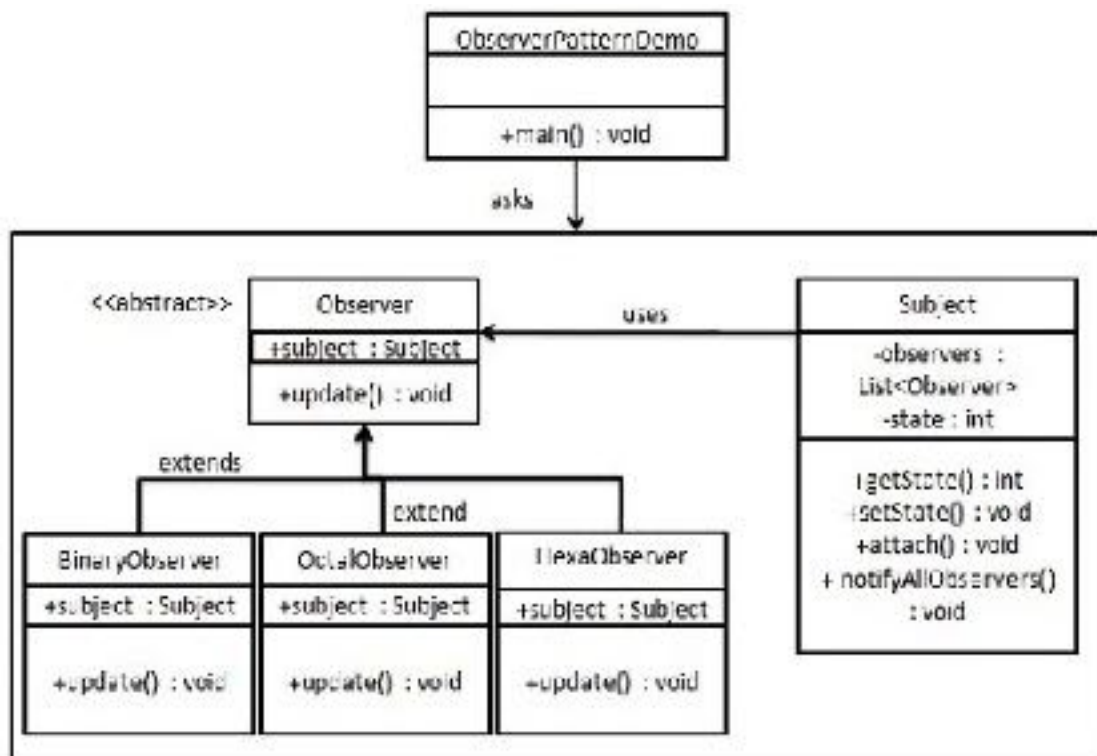 ObserverPatternDemo
+main() : void
asks
<<abstract>>
Observer
+subject : Subject
+update() : void
uses
Subject
-observers :
List<Observer>
-state : int
+getState() : int
+setState() : void
+attach() : void
+ notifyAllObservers()
: void
extends
extend
BinaryObserver
+subject : Subject
+update() : void
OctalObserver
+subject : Subject
+update() : void
HexaObserver
+subject : Subject
+update() : void